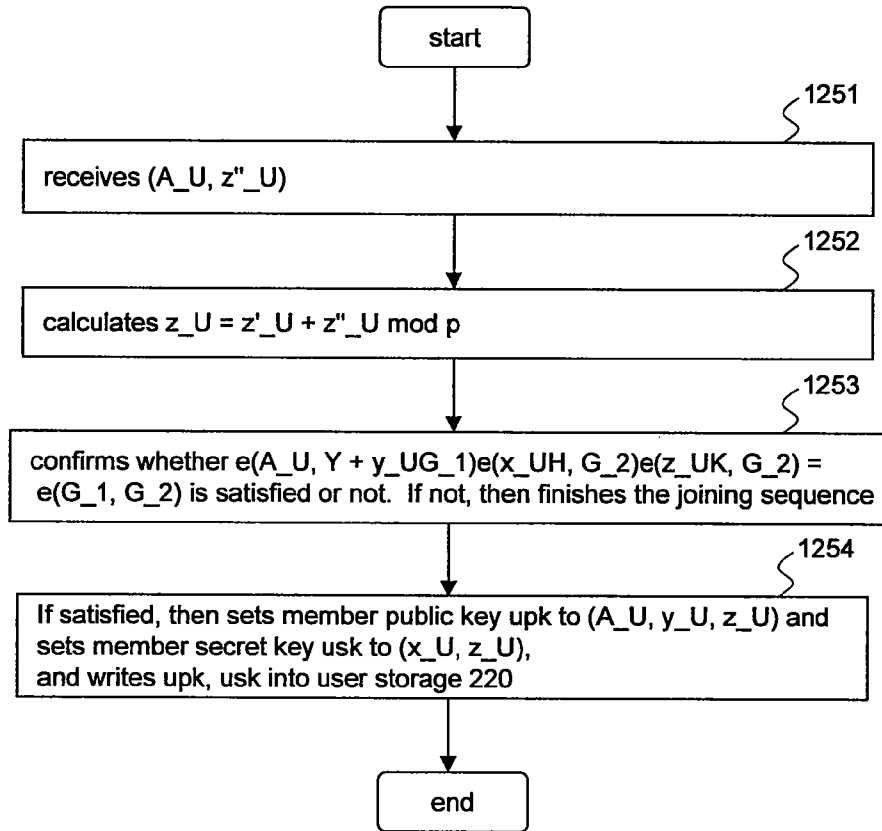 start
1251
receives (A_U, z"_U)
1252
calculates z_U = z'_U + z"_U mod p
1253
confirms whether e(A_U, Y + y_UG_1)e(x_UH, G_2)e(z_UK, G_2) =
e(G_1, G_2) is satisfied or not. If not, then finishes the joining sequence
1254
If satisfied, then sets member public key upk to (A_U, y_U, z_U) and
sets member secret key usk to (x_U, z_U),
and writes upk, usk into user storage 220
end